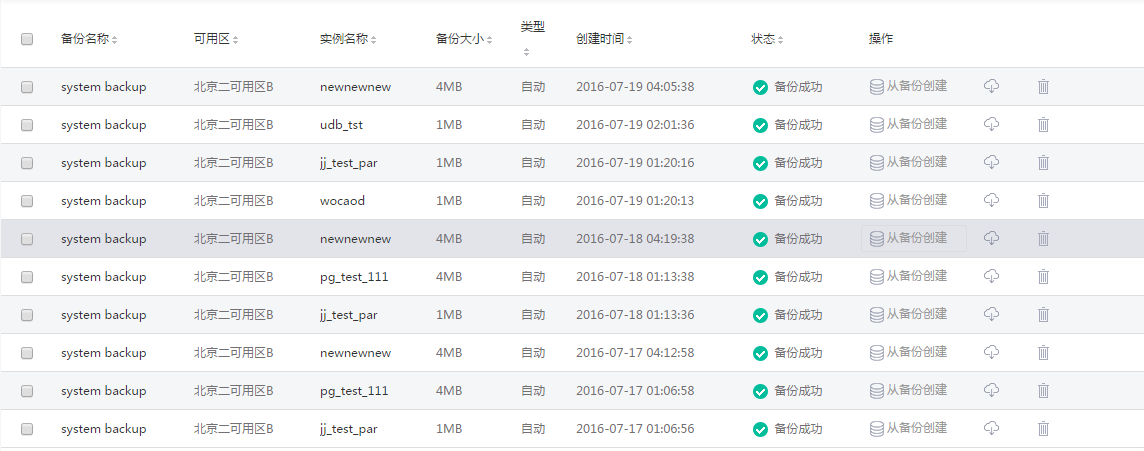 备份名称 可用区 实例名称 备份大小 类型 创建时间 状态 操作
system backup 北京二可用区B newnewnew 4MB 自动 2016-07-19 04:05:38 备份成功 从备份创建
system backup 北京二可用区B udb_tst 1MB 自动 2016-07-19 02:01:36 备份成功 从备份创建
system backup 北京二可用区B jj_test_par 1MB 自动 2016-07-19 01:20:16 备份成功 从备份创建
system backup 北京二可用区B wocaod 1MB 自动 2016-07-19 01:20:13 备份成功 从备份创建
system backup 北京二可用区B newnewnew 4MB 自动 2016-07-18 04:19:38 备份成功 从备份创建
system backup 北京二可用区B pg_test_111 4MB 自动 2016-07-18 01:13:38 备份成功 从备份创建
system backup 北京二可用区B jj_test_par 1MB 自动 2016-07-18 01:13:36 备份成功 从备份创建
system backup 北京二可用区B newnewnew 4MB 自动 2016-07-17 04:12:58 备份成功 从备份创建
system backup 北京二可用区B pg_test_111 4MB 自动 2016-07-17 01:06:58 备份成功 从备份创建
system backup 北京二可用区B jj_test_par 1MB 自动 2016-07-17 01:06:56 备份成功 从备份创建